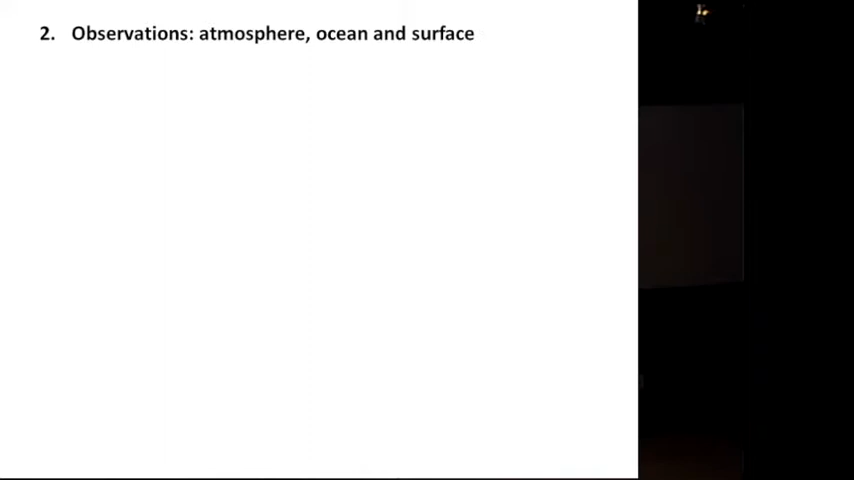 2. Observations: atmosphere, ocean and surface